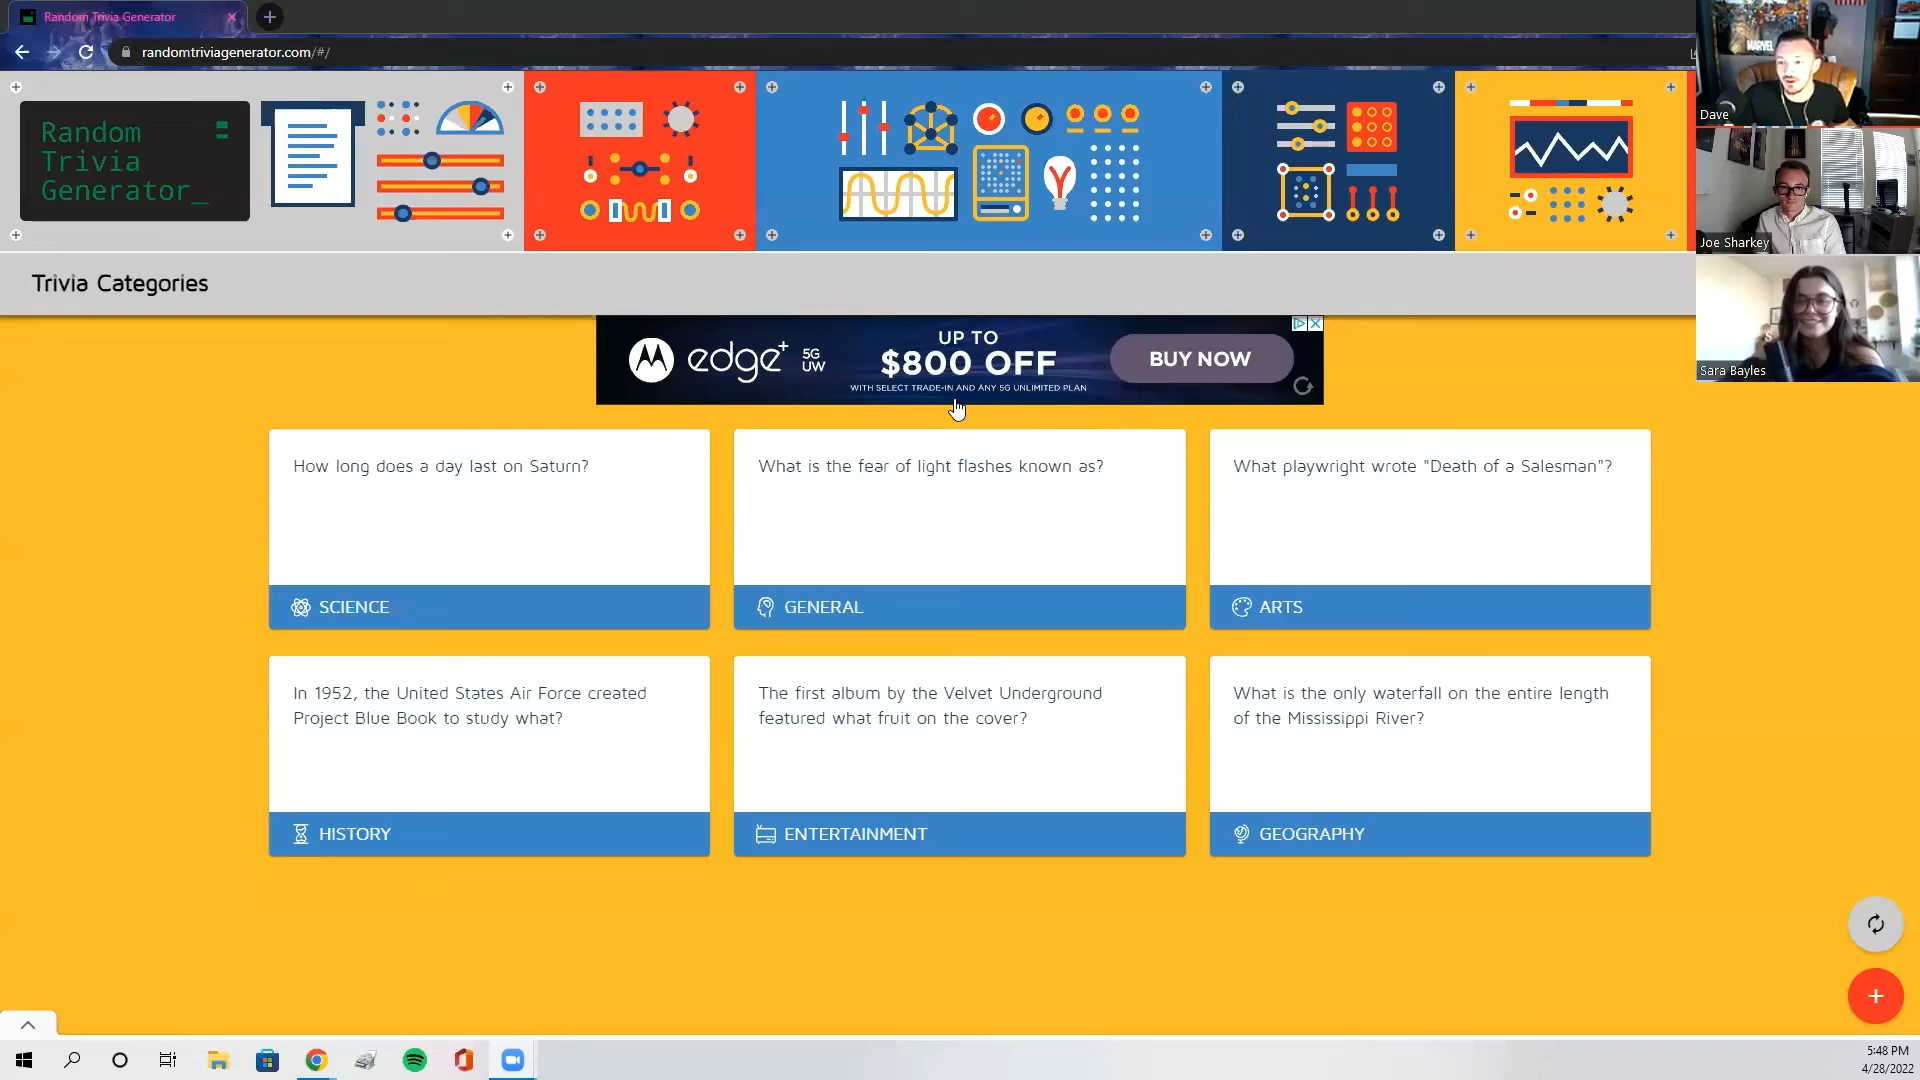 Random Trivia Generator
randomtriviagenerator.com/#/
Random
Trivia
Generator_
MARVEL
Dave
Joe Sharkey
Sara Bayles
Trivia Categories
edge+ 5G UW
UP TO
$800 OFF
WITH SELECT TRADE-IN AND ANY 5G UNLIMITED PLAN
BUY NOW
How long does a day last on Saturn?
SCIENCE
What is the fear of light flashes known as?
GENERAL
What playwright wrote "Death of a Salesman"?
ARTS
In 1952, the United States Air Force created
Project Blue Book to study what?
HISTORY
The first album by the Velvet Underground
featured what fruit on the cover?
ENTERTAINMENT
What is the only waterfall on the entire length
of the Mississippi River?
GEOGRAPHY
5:48 PM
4/28/2022